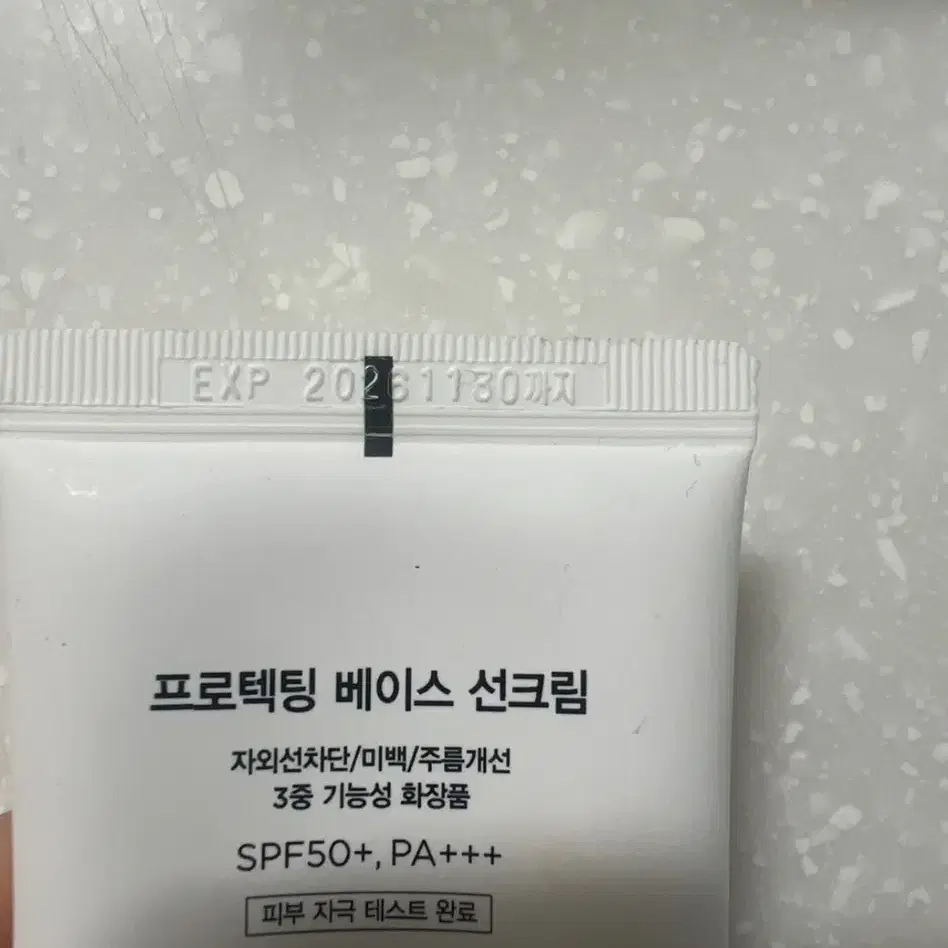 EXP 20261130까지
프로텍팅 베이스 선크림
자외선차단/미백/주름개선
3중 기능성 화장품
SPF50+, PA+++
피부 자극 테스트 완료